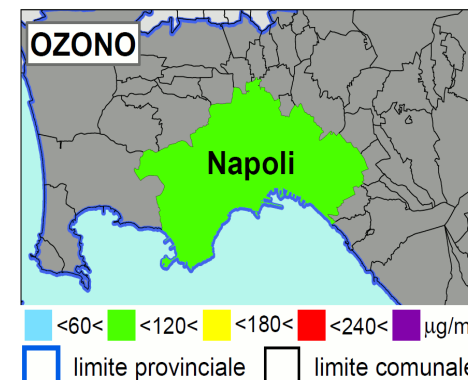 OZONO
Napoli
<60< <120< <180< <240< µg/m
limite provinciale limite comunale